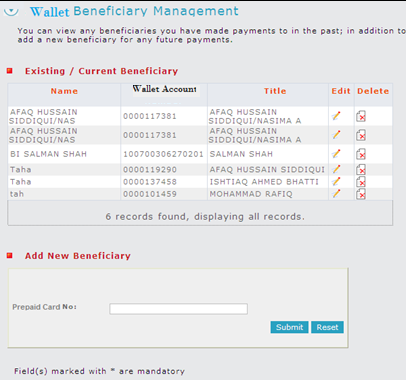 Wallet Beneficiary Management
You can view any beneficiaries you have made payments to in the past; in addition to
add a new beneficiary for any future payments.
Existing / Current Beneficiary
Name Wallet Account Title Edit Delete
AFAQ HUSSAIN SIDDIQUI/NAS 0000117381 AFAQ HUSSAIN SIDDIQUI/NASIMA A
AFAQ HUSSAIN SIDDIQUI/NAS 0000117381 AFAQ HUSSAIN SIDDIQUI/NASIMA A
BI SALMAN SHAH 100700306270201 SALMAN SHAH
Taha 0000119290 AFAQ HUSSAIN SIDDIQUI
Taha 0000137458 ISHTIAQ AHMED BHATTI
tah 0000101459 MOHAMMAD RAFIQ
6 records found, displaying all records.
Add New Beneficiary
Prepaid Card No:
Submit Reset
Field(s) marked with * are mandatory